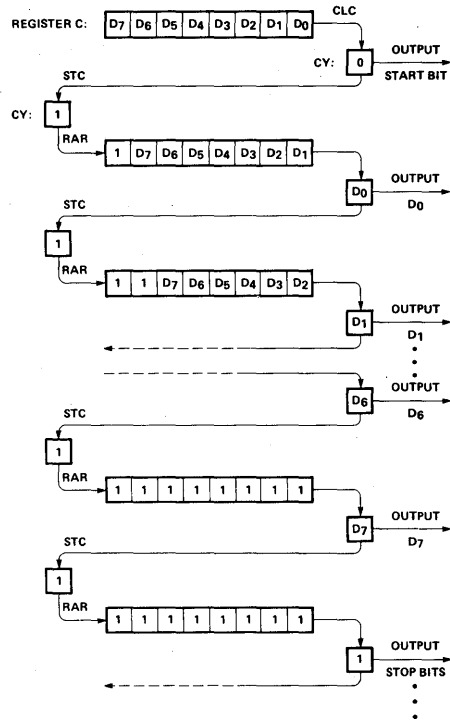 CLC
REGISTER C: D7 D6 D5 D4 D3 D2 D1 D0
OUTPUT
CY: 0
START BIT
STC
CY: 1
RAR
1 D7 D6 D5 D4 D3 D2 D1
OUTPUT
D0
D0
STC
1
RAR
1 1 D7 D6 D5 D4 D3 D2
OUTPUT
D1
D1
OUTPUT
D6
D6
STC
1
RAR
1 1 1 1 1 1 1 1
OUTPUT
D7
D7
STC
1
RAR
1 1 1 1 1 1 1 1
OUTPUT
1
STOP BITS